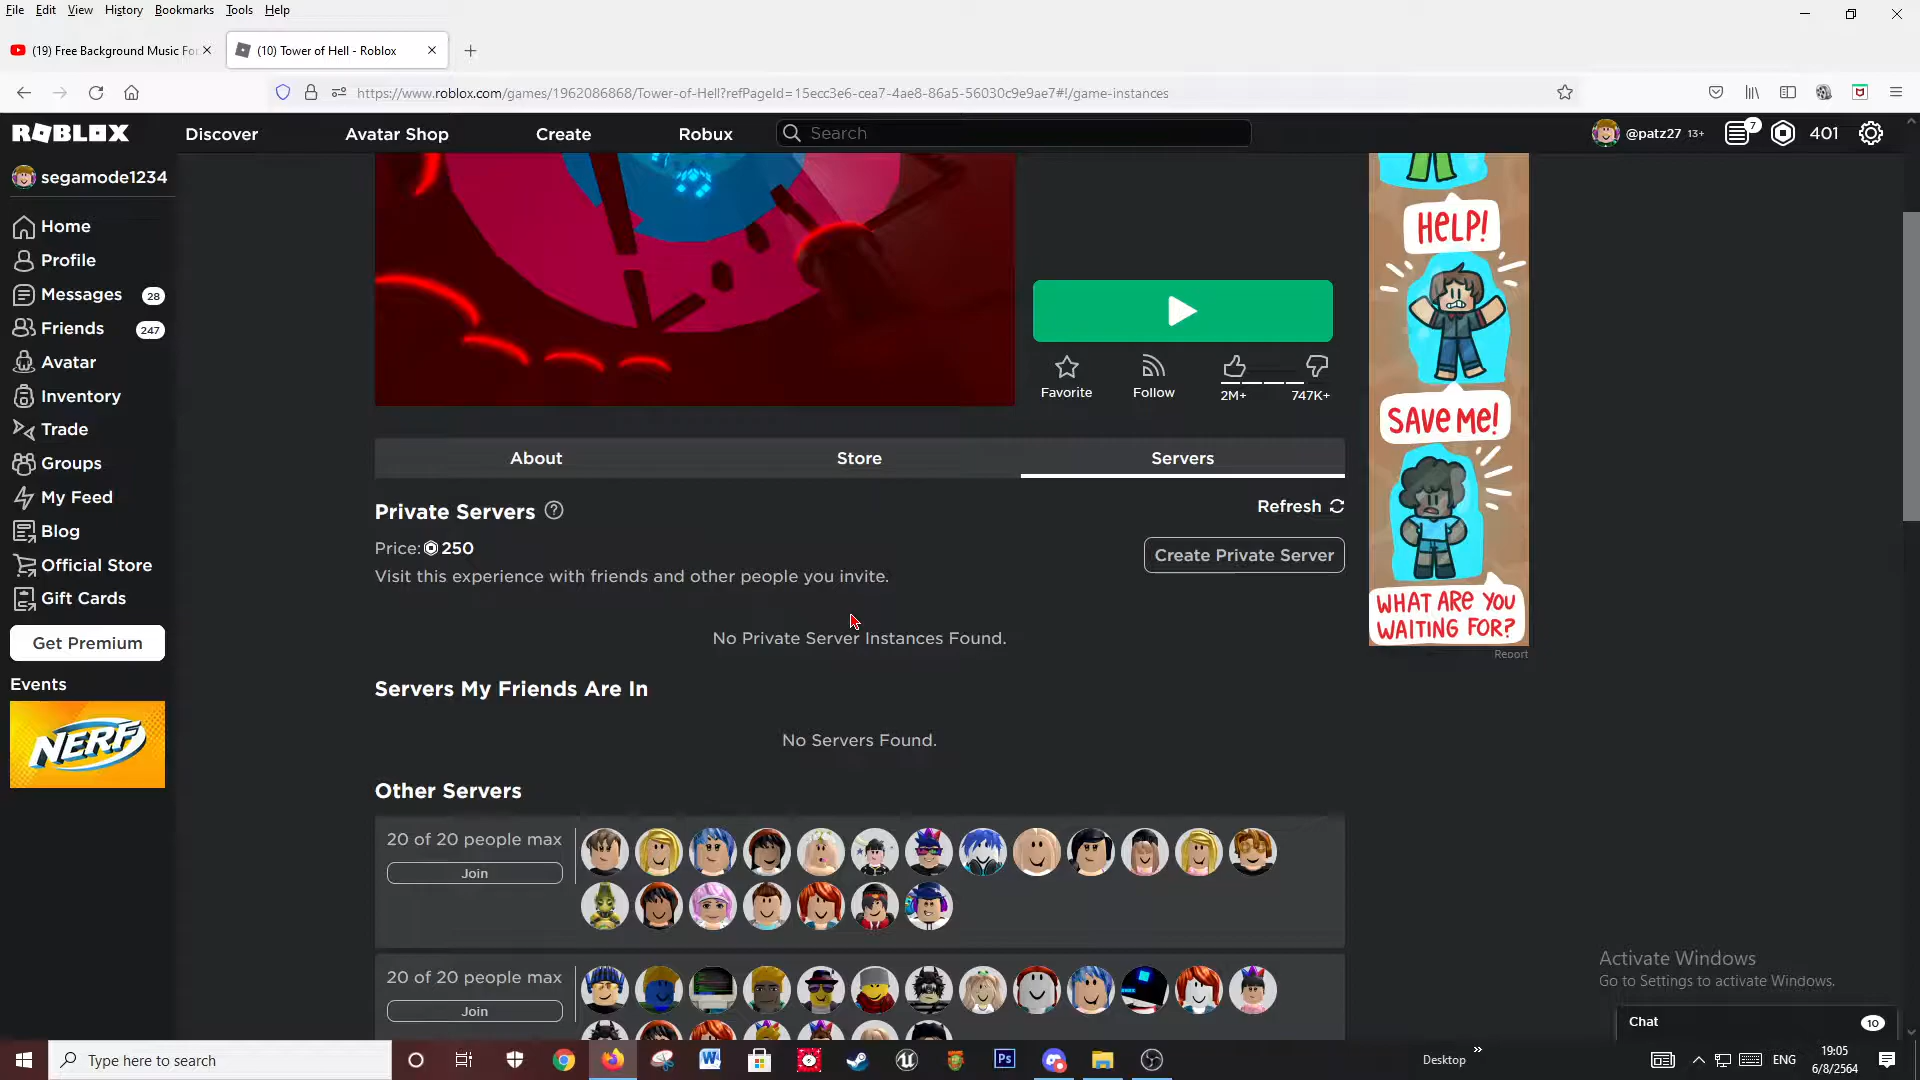 File Edit View History Bookmarks Tools Help
(19) Free Background Music Fo
(10) Tower of Hell - Roblox
https://www.roblox.com/games/1962086868/Tower-of-Hell?refPageId=15ecc3e6-cea7-4ae8-86a5-56030c9e9ae7#!/game-instances
ROBLOX Discover Avatar Shop Create Robux Search @patz27 13+ 7 401
segamode1234
Home
Profile
Messages 28
Friends 247
Avatar
Inventory
Trade
Groups
My Feed
Blog
Official Store
Gift Cards
Get Premium
Events
NERF
Favorite Follow 2M+ 747K+
About Store Servers
Private Servers ? Refresh
Price: 250
Create Private Server
Visit this experience with friends and other people you invite.
No Private Server Instances Found.
Servers My Friends Are In
No Servers Found.
Other Servers
20 of 20 people max
Join
20 of 20 people max
Join
HELP!
SAVE ME!
WHAT ARE YOU
WAITING FOR?
Report
Activate Windows
Go to Settings to activate Windows.
Chat 10
Type here to search
W
Ps
Desktop
ENG
19:05
6/8/2564